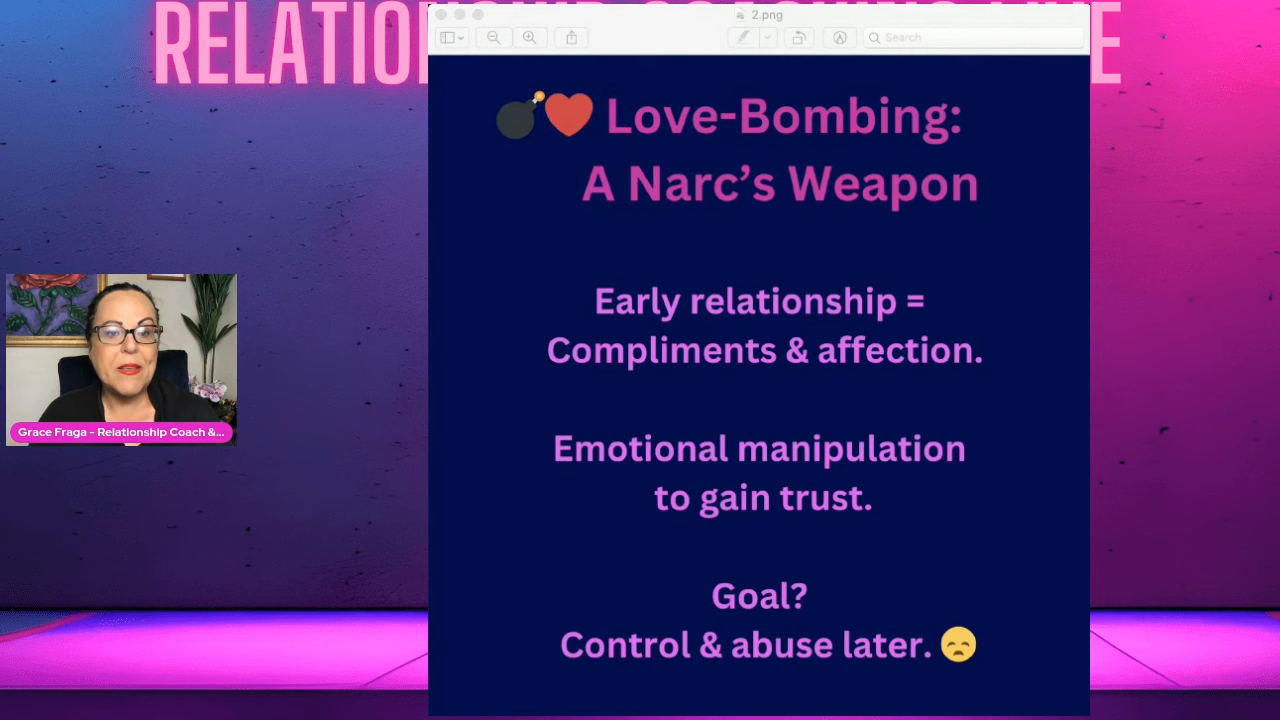 2.png
Search
Love-Bombing:
A Narc's Weapon
Early relationship =
Compliments & affection.
Emotional manipulation
to gain trust.
Goal?
Control & abuse later.
Grace Fraga - Relationship Coach &...